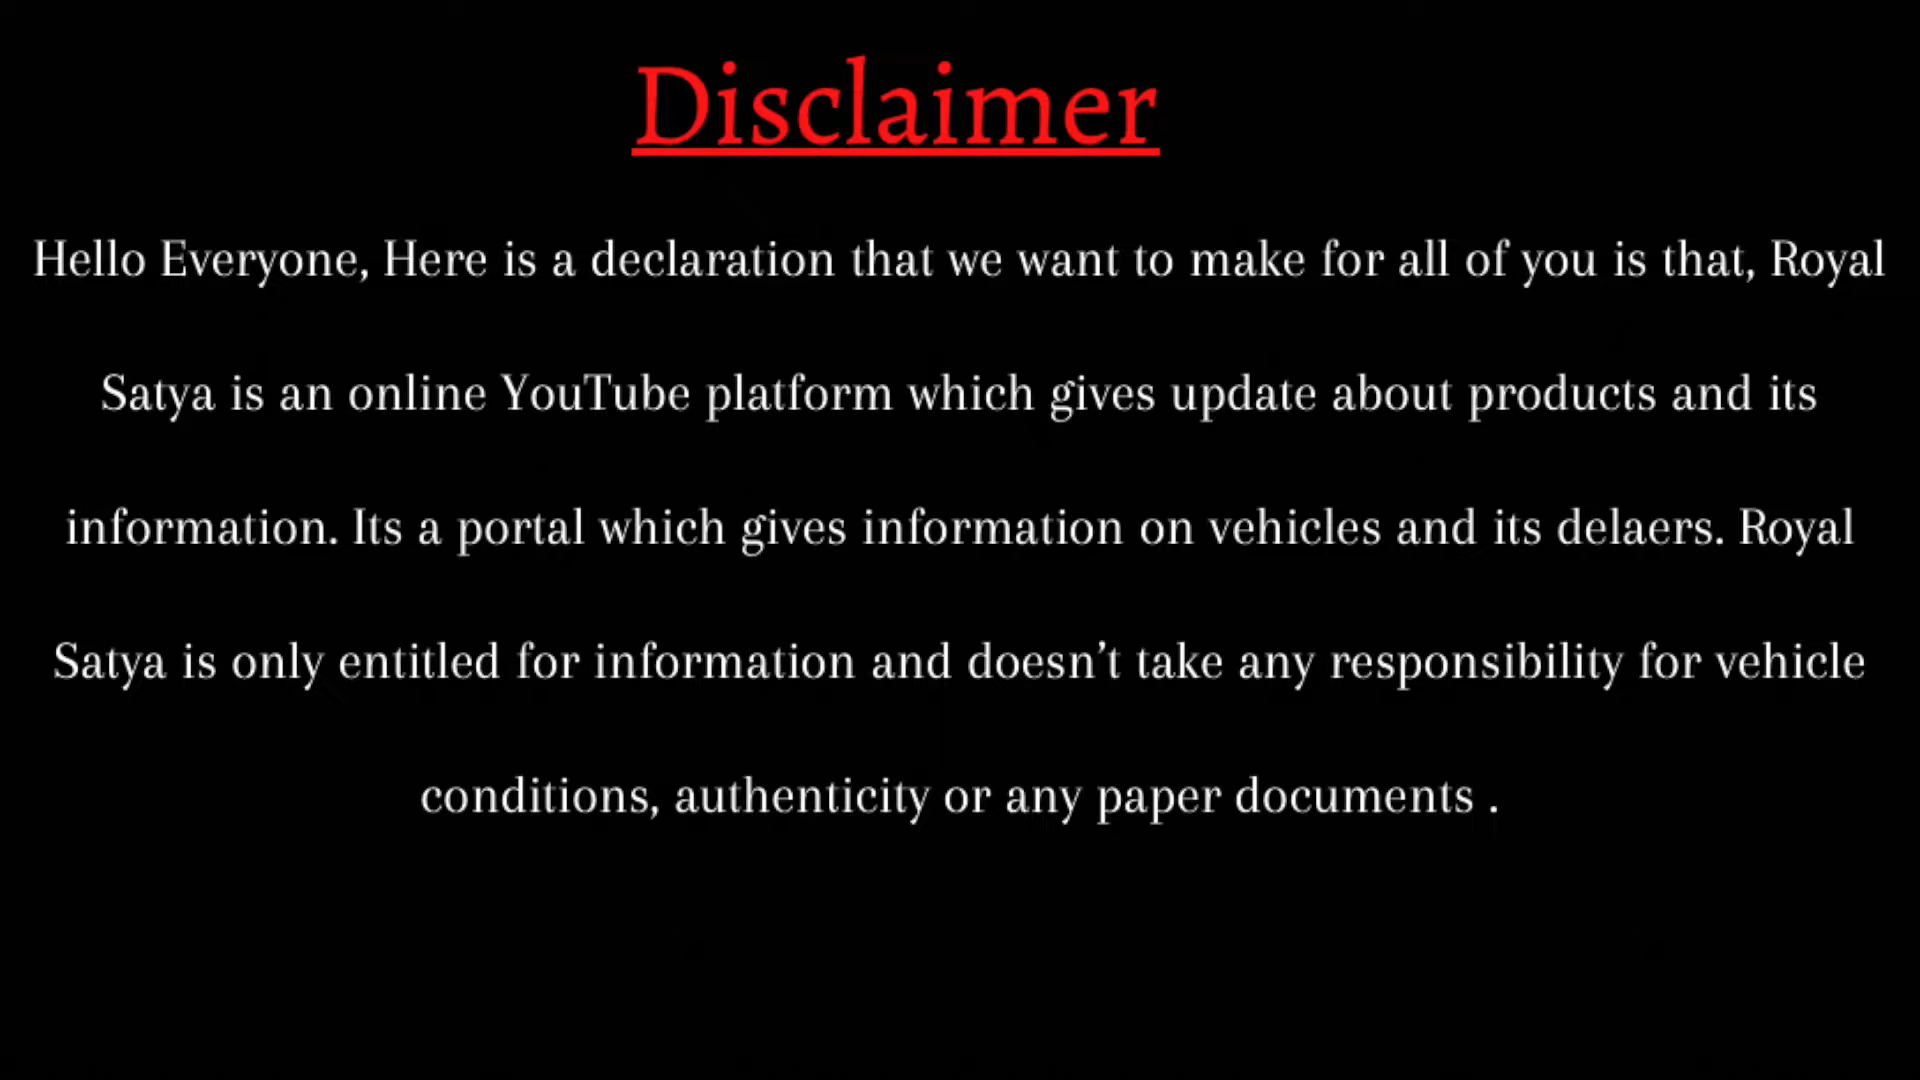 Disclaimer
Hello Everyone, Here is a declaration that we want to make for all of you is that, Royal
Satya is an online YouTube platform which gives update about products and its
information. Its a portal which gives information on vehicles and its delaers. Royal
Satya is only entitled for information and doesn’t take any responsibility for vehicle
conditions, authenticity or any paper documents .